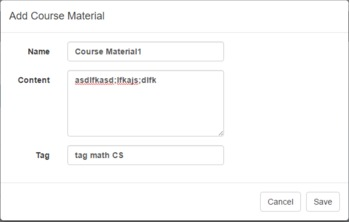 Add Course Material
Name
Course Material1
Content
asdlfkasd;lfkajs;dlfk
Tag
tag math CS
Cancel
Save